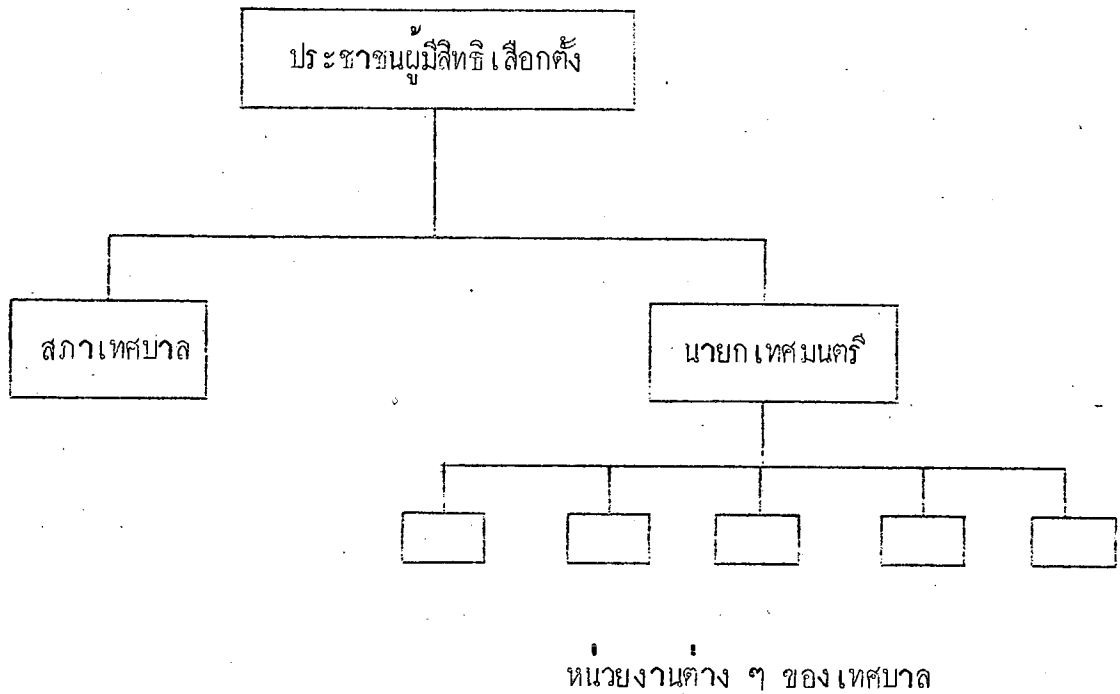 ประชาชนผู้มีสิทธิเลือกตั้ง
สภาเทศบาล
นายกเทศมนตรี
หน่วยงานต่าง ๆ ของเทศบาล